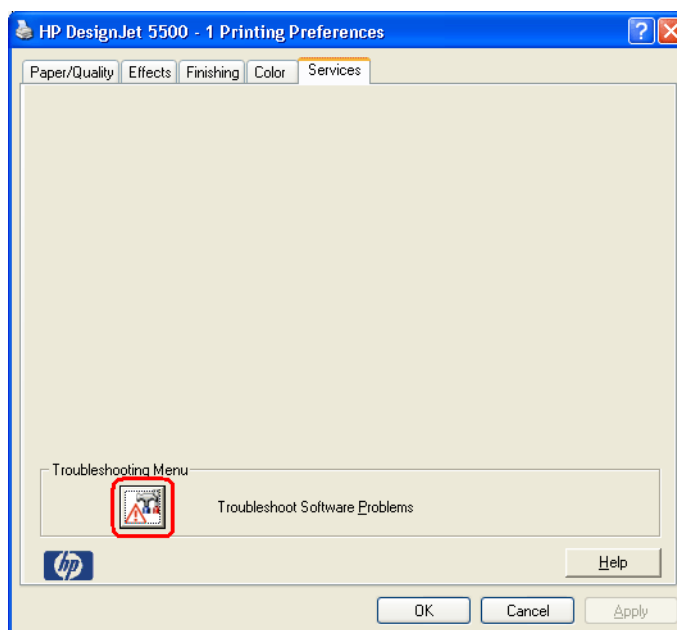 HP DesignJet 5500 - 1 Printing Preferences
Paper/Quality Effects Finishing Color Services
Troubleshooting Menu
Troubleshoot Software Problems
hp
Help
OK Cancel Apply